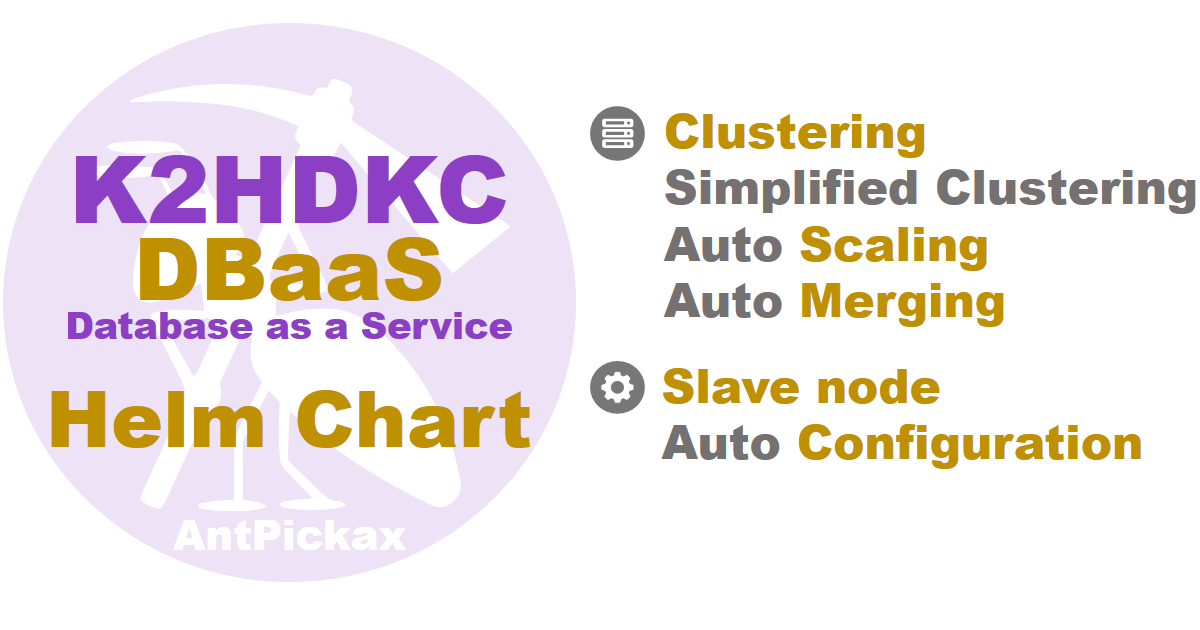 K2HDKC
DBaaS
Database as a Service
Helm Chart
AntPickax
Clustering
Simplified Clustering
Auto Scaling
Auto Merging
Slave node
Auto Configuration